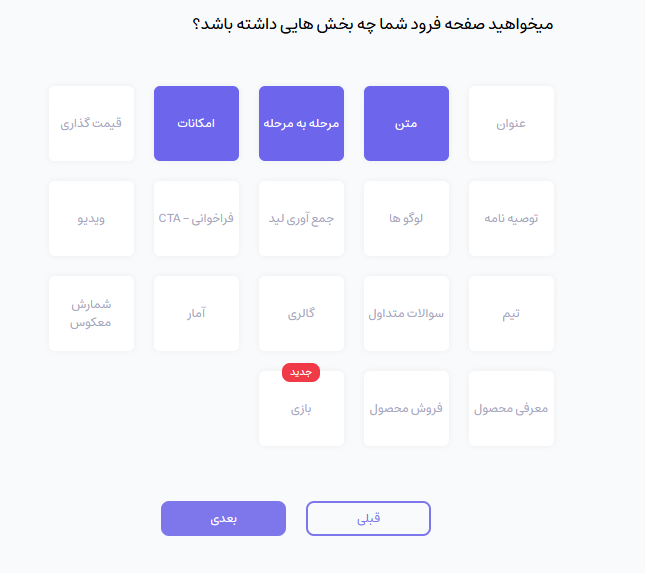 میخواهید صفحه فرود شما چه بخش هایی داشته باشد؟
عنوان
متن
مرحله به مرحله
امکانات
قیمت گذاری
توصیه نامه
لوگو ها
جمع آوری لید
فراخوانی - CTA
ویدیو
تیم
سوالات متداول
گالری
آمار
شمارش
معکوس
معرفی محصول
فروش محصول
جدید
بازی
قبلی
بعدی